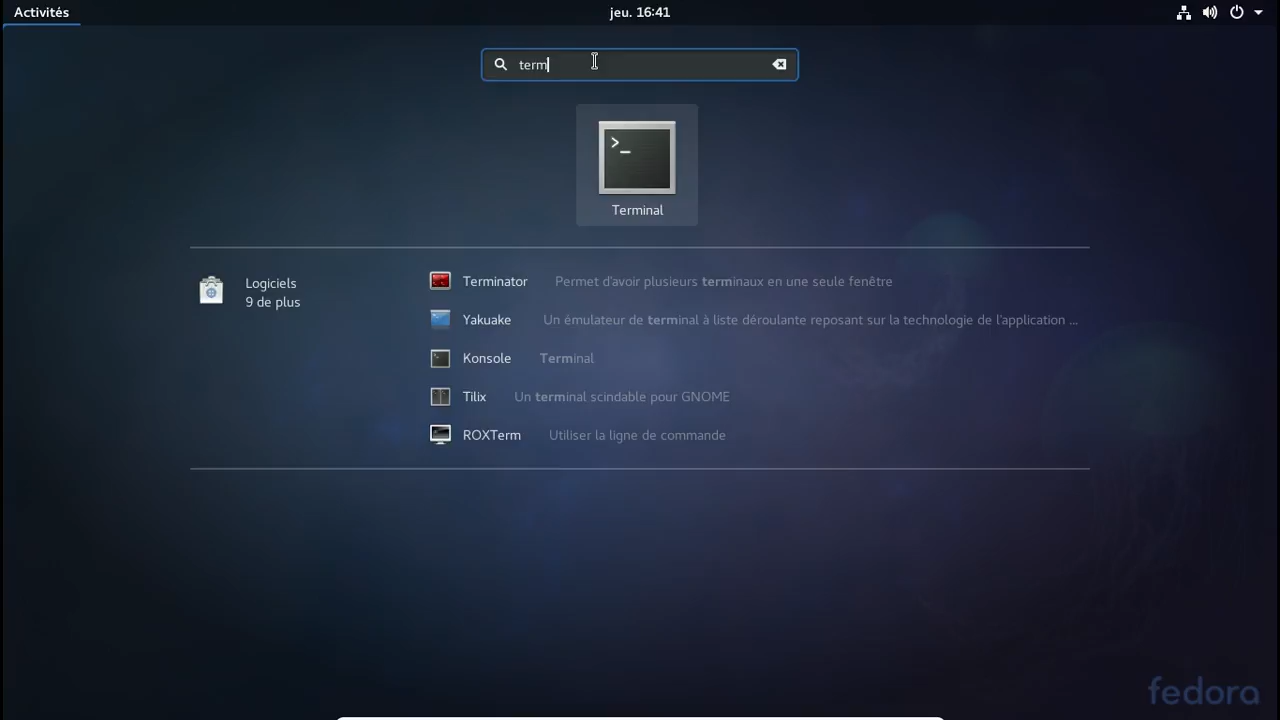 Activités
jeu. 16:41
term
>_
Terminal
Logiciels
9 de plus
Terminator Permet d'avoir plusieurs terminaux en une seule fenêtre
Yakuake Un émulateur de terminal à liste déroulante reposant sur la technologie de l'application ...
Konsole Terminal
Tilix Un terminal scindable pour GNOME
ROXTerm Utiliser la ligne de commande
fedora